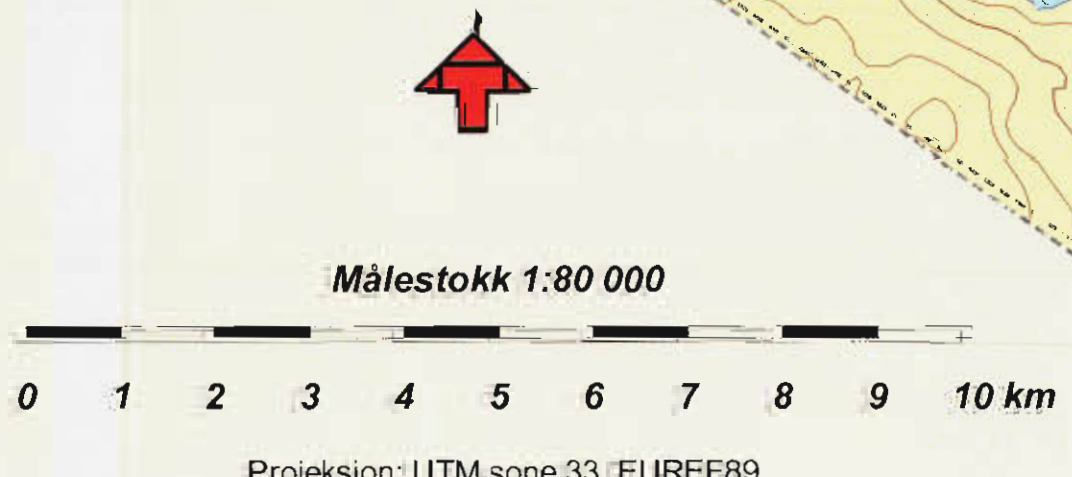 Målestokk 1:80 000
0 1 2 3 4 5 6 7 8 9 10 km
Projeksion: UTM sone 33, EUREF89